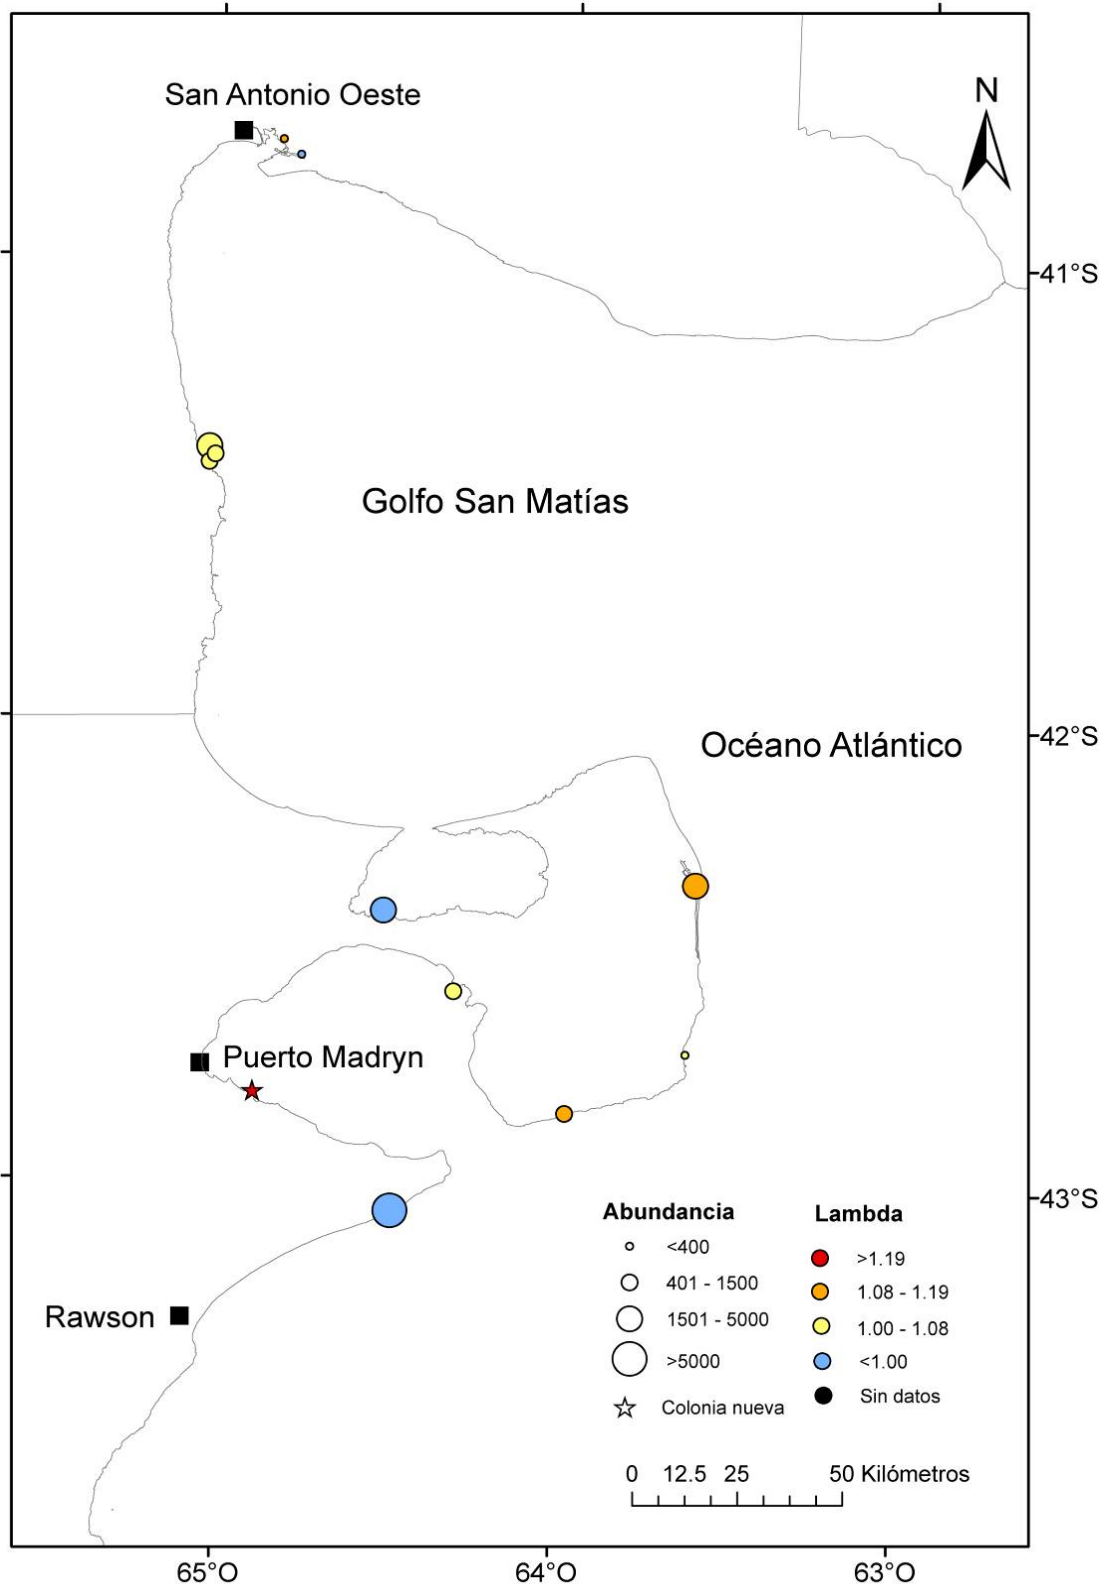 San Antonio Oeste
N
41°S
Golfo San Matías
Océano Atlántico
42°S
Puerto Madryn
43°S
Abundancia
<400
401 - 1500
1501 - 5000
>5000
Colonia nueva
Lambda
>1.19
1.08 - 1.19
1.00 - 1.08
<1.00
Sin datos
Rawson
0 12.5 25 50 Kilómetros
65°O 64°O 63°O